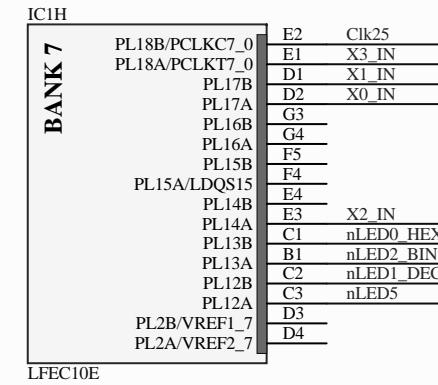 IC1H
BANK 7
PL18B/PCLKC7_0 E2 Clk25
PL18A/PCLKT7_0 E1 X3_IN
PL17B D1 X1_IN
PL17A D2 X0_IN
PL16B G3
PL16A G4
PL15B F5
PL15A/LDQS15 F4
PL14B E4
PL14A E3 X2_IN
PL13B C1 nLED0_HEX
PL13A B1 nLED2_BIN
PL12B C2 nLED1_DEC
PL12A C3 nLED5
PL2B/VREF1_7 D3
PL2A/VREF2_7 D4
LFEC10E